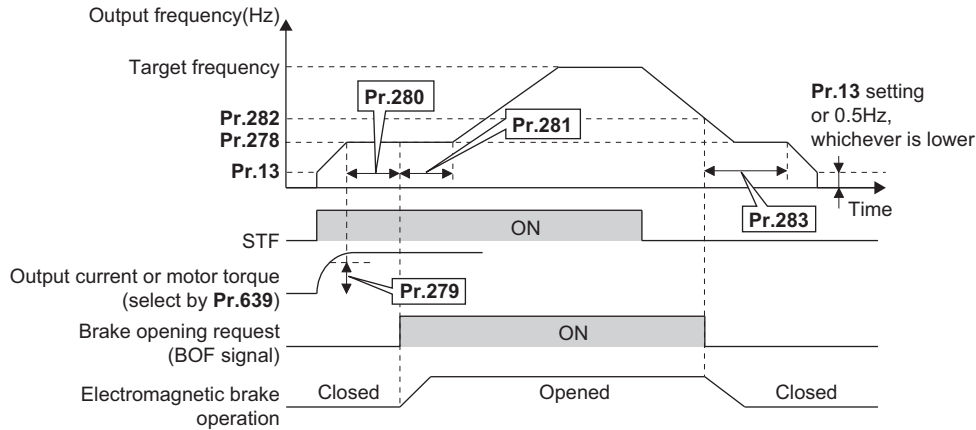 Output frequency(Hz)
Target frequency
Pr.280
Pr.13 setting
or 0.5Hz,
whichever is lower
Pr.282
Pr.281
Pr.278
Pr.13
Time
Pr.283
STF
ON
Output current or motor torque
(select by Pr.639)
Pr.279
Brake opening request
(BOF signal)
ON
Electromagnetic brake
operation
Closed
Opened
Closed